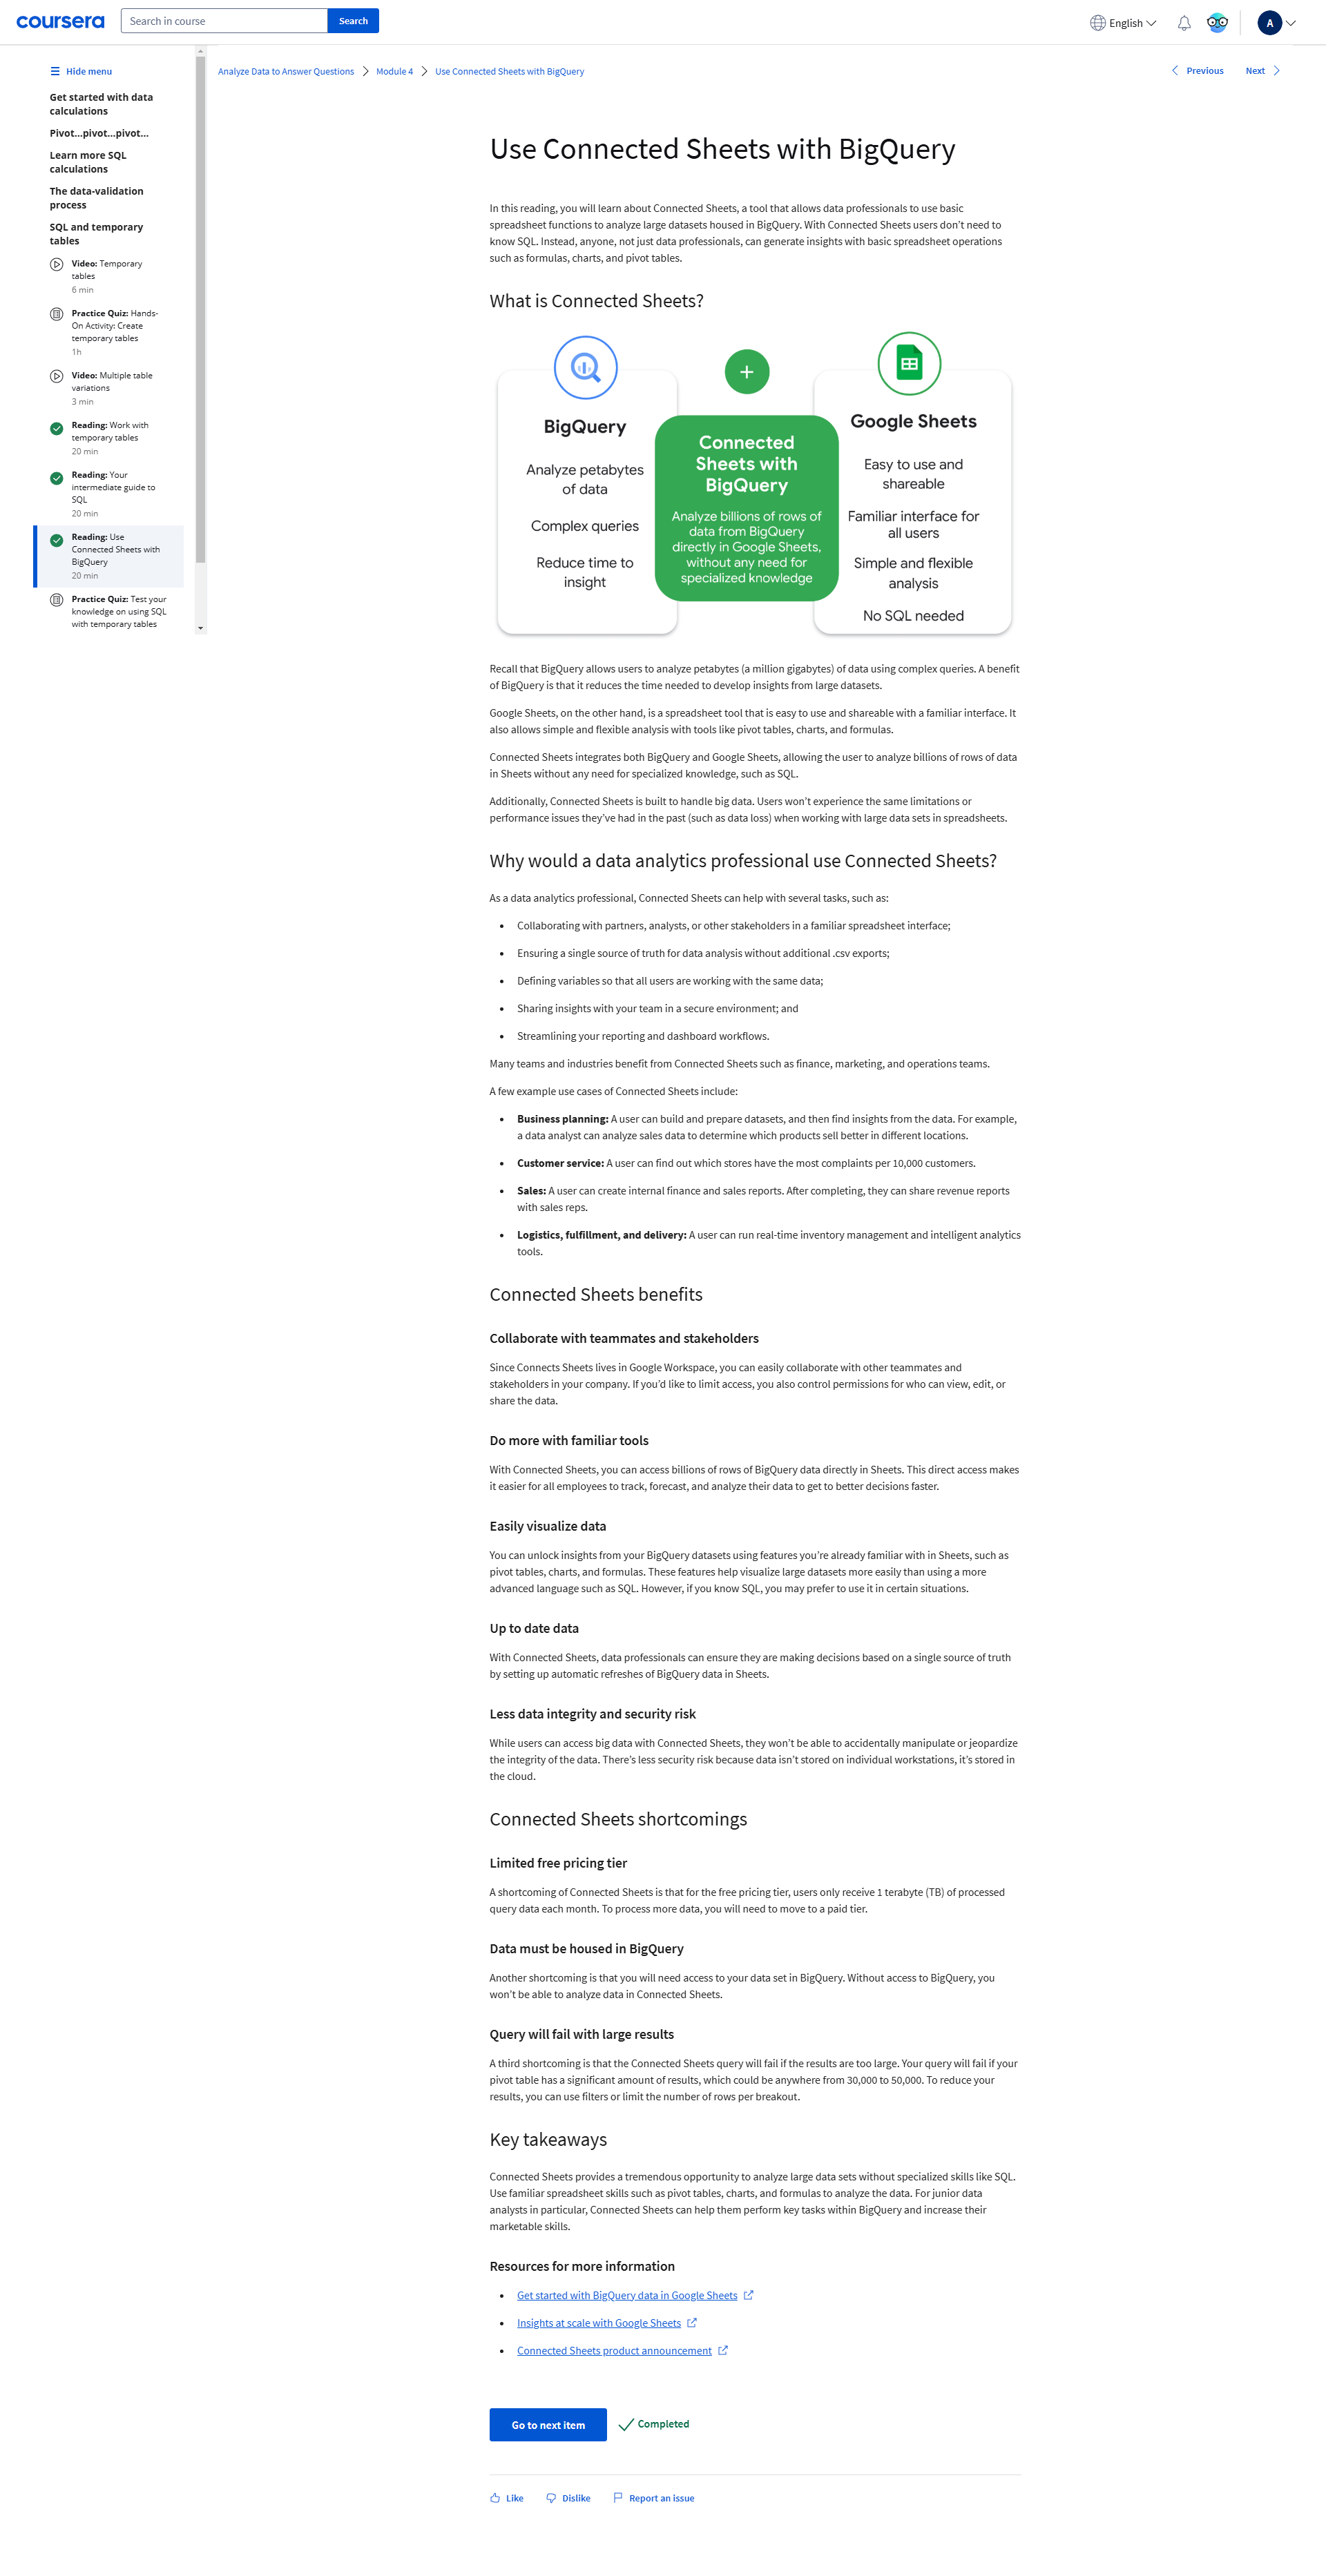 coursera
Search in course
Search
English
A
Hide menu
Get started with data
calculations
Pivot...pivot...pivot...
Learn more SQL
calculations
The data-validation
process
SQL and temporary
tables
Video: Temporary
tables
6 min
Practice Quiz: Hands-
On Activity: Create
temporary tables
1h
Video: Multiple table
variations
3 min
Reading: Work with
temporary tables
20 min
Reading: Your
intermediate guide to
SQL
20 min
Reading: Use
Connected Sheets with
BigQuery
20 min
Practice Quiz: Test your
knowledge on using SQL
with temporary tables
Analyze Data to Answer Questions
Module 4
Use Connected Sheets with BigQuery
Previous
Next
Use Connected Sheets with BigQuery
In this reading, you will learn about Connected Sheets, a tool that allows data professionals to use basic
spreadsheet functions to analyze large datasets housed in BigQuery. With Connected Sheets users don’t need to
know SQL. Instead, anyone, not just data professionals, can generate insights with basic spreadsheet operations
such as formulas, charts, and pivot tables.
What is Connected Sheets?
BigQuery
Analyze petabytes
of data
Complex queries
Reduce time to
insight
+
Connected
Sheets with
BigQuery
Analyze billions of rows of
data from BigQuery
directly in Google Sheets,
without any need for
specialized knowledge
Google Sheets
Easy to use and
shareable
Familiar interface for
all users
Simple and flexible
analysis
No SQL needed
Recall that BigQuery allows users to analyze petabytes (a million gigabytes) of data using complex queries. A benefit
of BigQuery is that it reduces the time needed to develop insights from large datasets.
Google Sheets, on the other hand, is a spreadsheet tool that is easy to use and shareable with a familiar interface. It
also allows simple and flexible analysis with tools like pivot tables, charts, and formulas.
Connected Sheets integrates both BigQuery and Google Sheets, allowing the user to analyze billions of rows of data
in Sheets without any need for specialized knowledge, such as SQL.
Additionally, Connected Sheets is built to handle big data. Users won’t experience the same limitations or
performance issues they’ve had in the past (such as data loss) when working with large data sets in spreadsheets.
Why would a data analytics professional use Connected Sheets?
As a data analytics professional, Connected Sheets can help with several tasks, such as:
• Collaborating with partners, analysts, or other stakeholders in a familiar spreadsheet interface;
• Ensuring a single source of truth for data analysis without additional .csv exports;
• Defining variables so that all users are working with the same data;
• Sharing insights with your team in a secure environment; and
• Streamlining your reporting and dashboard workflows.
Many teams and industries benefit from Connected Sheets such as finance, marketing, and operations teams.
A few example use cases of Connected Sheets include:
• Business planning: A user can build and prepare datasets, and then find insights from the data. For example,
a data analyst can analyze sales data to determine which products sell better in different locations.
• Customer service: A user can find out which stores have the most complaints per 10,000 customers.
• Sales: A user can create internal finance and sales reports. After completing, they can share revenue reports
with sales reps.
• Logistics, fulfillment, and delivery: A user can run real-time inventory management and intelligent analytics
tools.
Connected Sheets benefits
Collaborate with teammates and stakeholders
Since Connects Sheets lives in Google Workspace, you can easily collaborate with other teammates and
stakeholders in your company. If you’d like to limit access, you also control permissions for who can view, edit, or
share the data.
Do more with familiar tools
With Connected Sheets, you can access billions of rows of BigQuery data directly in Sheets. This direct access makes
it easier for all employees to track, forecast, and analyze their data to get to better decisions faster.
Easily visualize data
You can unlock insights from your BigQuery datasets using features you’re already familiar with in Sheets, such as
pivot tables, charts, and formulas. These features help visualize large datasets more easily than using a more
advanced language such as SQL. However, if you know SQL, you may prefer to use it in certain situations.
Up to date data
With Connected Sheets, data professionals can ensure they are making decisions based on a single source of truth
by setting up automatic refreshes of BigQuery data in Sheets.
Less data integrity and security risk
While users can access big data with Connected Sheets, they won’t be able to accidentally manipulate or jeopardize
the integrity of the data. There’s less security risk because data isn’t stored on individual workstations, it’s stored in
the cloud.
Connected Sheets shortcomings
Limited free pricing tier
A shortcoming of Connected Sheets is that for the free pricing tier, users only receive 1 terabyte (TB) of processed
query data each month. To process more data, you will need to move to a paid tier.
Data must be housed in BigQuery
Another shortcoming is that you will need access to your data set in BigQuery. Without access to BigQuery, you
won’t be able to analyze data in Connected Sheets.
Query will fail with large results
A third shortcoming is that the Connected Sheets query will fail if the results are too large. Your query will fail if your
pivot table has a significant amount of results, which could be anywhere from 30,000 to 50,000. To reduce your
results, you can use filters or limit the number of rows per breakout.
Key takeaways
Connected Sheets provides a tremendous opportunity to analyze large data sets without specialized skills like SQL.
Use familiar spreadsheet skills such as pivot tables, charts, and formulas to analyze the data. For junior data
analysts in particular, Connected Sheets can help them perform key tasks within BigQuery and increase their
marketable skills.
Resources for more information
• Get started with BigQuery data in Google Sheets
• Insights at scale with Google Sheets
• Connected Sheets product announcement
Go to next item
Completed
Like
Dislike
Report an issue